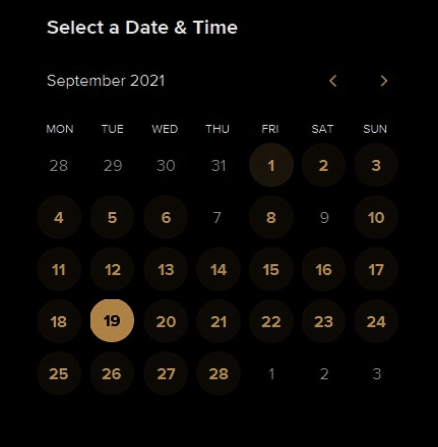 Select a Date & Time
September 2021
MON TUE WED THU FRI SAT SUN
28 29 30 31 1 2 3
4 5 6 7 8 9 10
11 12 13 14 15 16 17
18 19 20 21 22 23 24
25 26 27 28 1 2 3